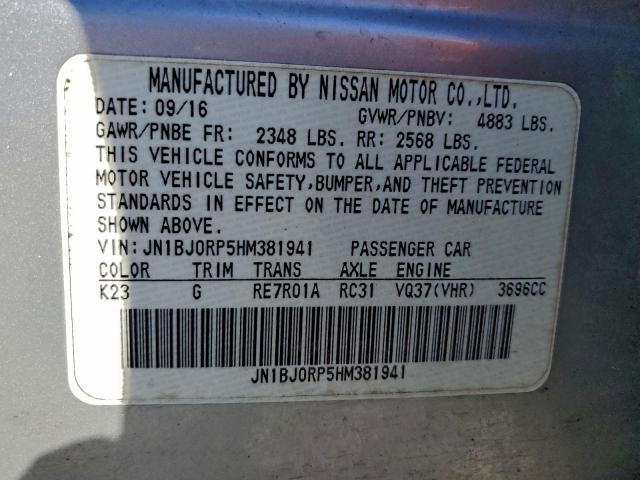 MANUFACTURED BY NISSAN MOTOR CO.,LTD.
DATE: 09/16 GVWR/PNBV: 4883 LBS.
GAWR/PNBE FR: 2348 LBS. RR: 2568 LBS.
THIS VEHICLE CONFORMS TO ALL APPLICABLE FEDERAL
MOTOR VEHICLE SAFETY,BUMPER,AND THEFT PREVENTION
STANDARDS IN EFFECT ON THE DATE OF MANUFACTURE
SHOWN ABOVE.
VIN:JN1BJ0RP5HM381941 PASSENGER CAR
COLOR TRIM TRANS AXLE ENGINE
K23 G RE7R01A RC31 VQ37(VHR) 3696CC
JN1BJ0RP5HM381941